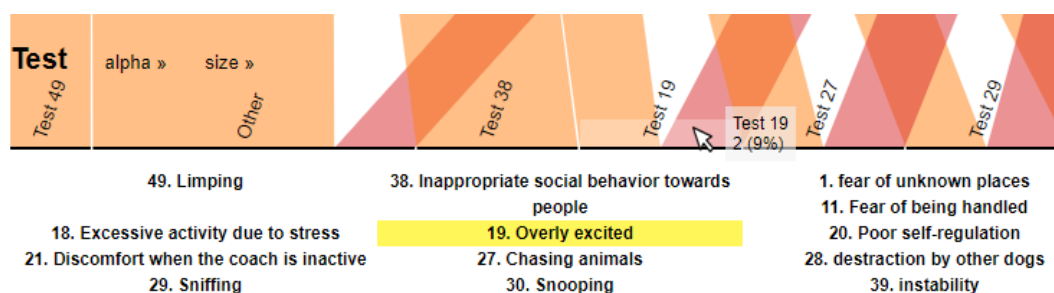 Test
alpha »
size »
Test 49
Other
Test 38
Test 19
Test 27
Test 29
Test 19
2 (9%)
49. Limping
18. Excessive activity due to stress
21. Discomfort when the coach is inactive
29. Sniffing
38. Inappropriate social behavior towards
people
19. Overly excited
27. Chasing animals
30. Snooping
1. fear of unknown places
11. Fear of being handled
20. Poor self-regulation
28. destraction by other dogs
39. instability